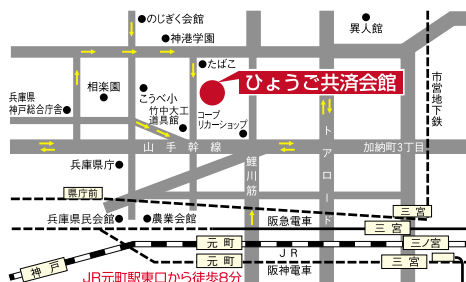 のじぎく会館
異人館
神港学園
たばこ
ひょうご共済会館
市営地下鉄
相楽園
兵庫県
神戸総合庁舎
こうべ小
竹中大工
道具館
コープ
リカーショップ
トアロード
山手幹線
加納町3丁目
兵庫県庁
鯉川筋
県庁前
三宮
兵庫県民会館
農業会館
阪急電車
三宮
元町
三ノ宮
JR
元町
三宮
神戸
阪神電車
JR元町駅東口から徒歩8分